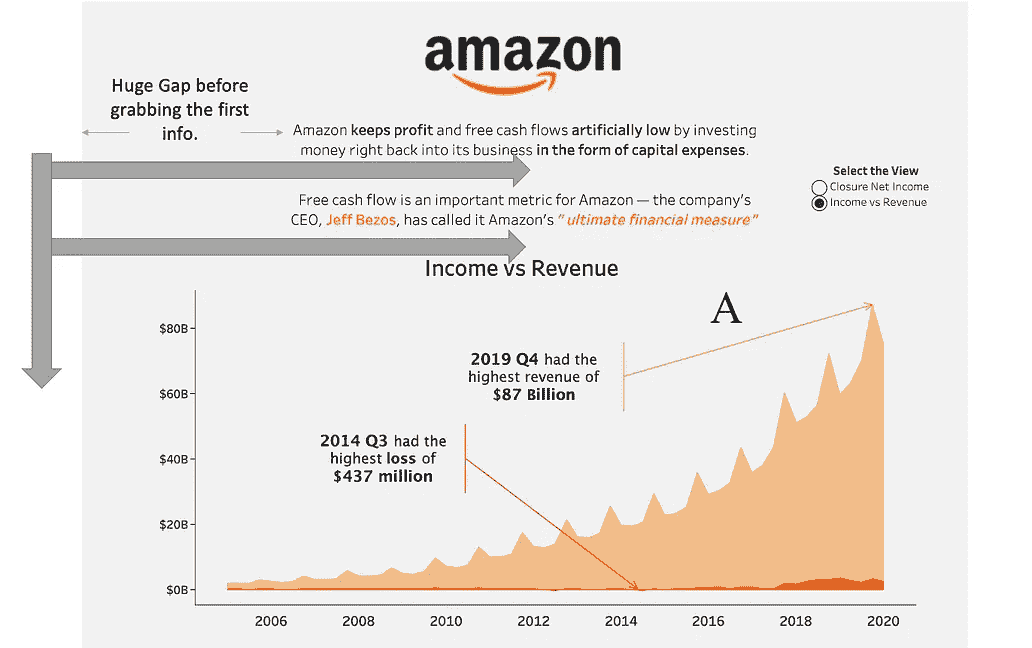 amazon
Huge Gap before
grabbing the first
info.
Amazon keeps profit and free cash flows artificially low by investing
money right back into its business in the form of capital expenses.
Select the View
Closure Net Income
Income vs Revenue
Free cash flow is an important metric for Amazon — the company's
CEO, Jeff Bezos, has called it Amazon's "ultimate financial measure"
Income vs Revenue
A
$80B
2019 Q4 had the
highest revenue of
$87 Billion
$60B
2014 Q3 had the
highest loss of
$437 million
$40B
$20B
$0B
2006 2008 2010 2012 2014 2016 2018 2020